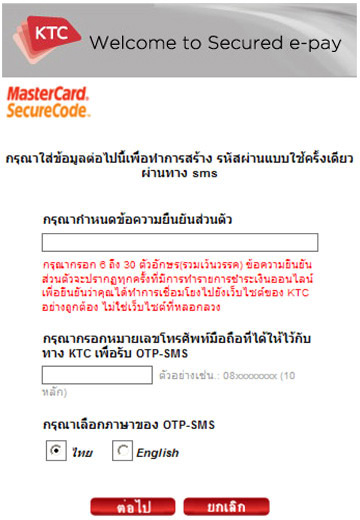 KTC
Welcome to Secured e-pay
MasterCard.
SecureCode.
กรุณาใส่ข้อมูลต่อไปนี้เพื่อทำการสร้าง รหัสผ่านแบบใช้ครั้งเดียว
ผ่านทาง sms
กรุณากำหนดข้อความยืนยันส่วนตัว
กรุณากรอก 6 ถึง 30 ตัวอักษร(รวมเว้นวรรค) ข้อความยืนยัน
ส่วนตัวจะปรากฏทุกครั้งที่มีการทำรายการชำระเงินออนไลน์
เพื่อยืนยันว่าคุณได้ทำการเชื่อมโยงไปยังเว็บไซต์ของ KTC
อย่างถูกต้อง ไม่ใช่เว็บไซต์ที่หลอกลวง
กรุณากรอกหมายเลขโทรศัพท์มือถือที่ได้ให้ไว้กับ
ทาง KTC เพื่อรับ OTP-SMS
ตัวอย่างเช่น.: 08xxxxxxxx (10
หลัก)
กรุณาเลือกภาษาของ OTP-SMS
ไทย English
ต่อไป ยกเลิก